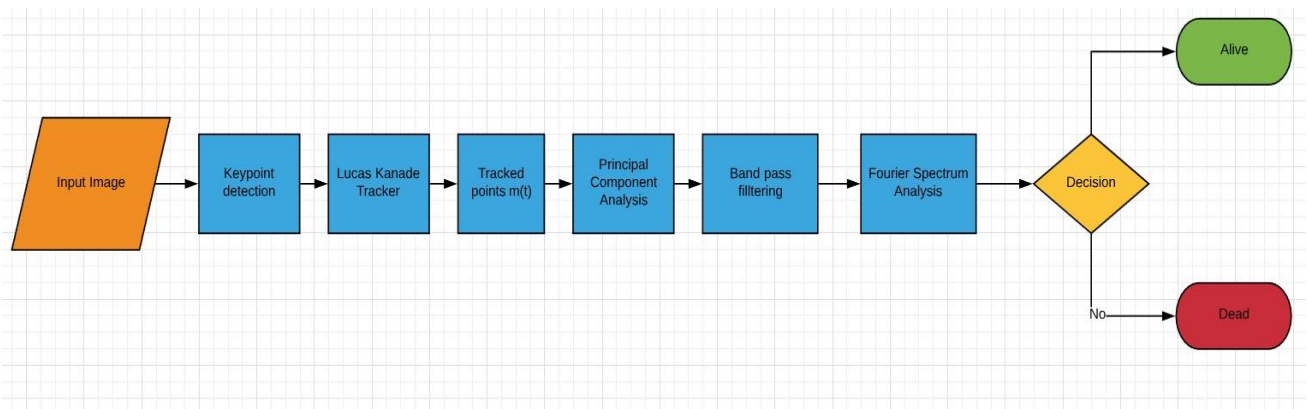 Alive
Input Image
Keypoint
detection
Lucas Kanade
Tracker
Tracked
points m(t)
Principal
Component
Analysis
Band pass
filltering
Fourier Spectrum
Analysis
Decision
No
Dead